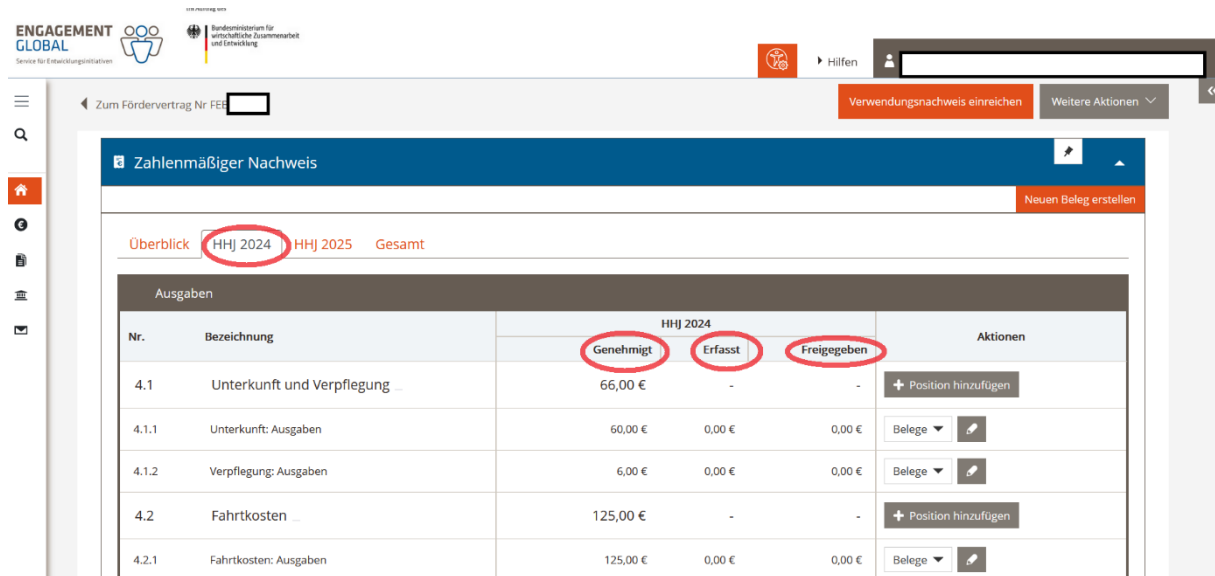 Im Auftrag des
ENGAGEMENT
GLOBAL
Service für Entwicklungsinitiativen
Bundesministerium für
wirtschaftliche Zusammenarbeit
und Entwicklung
Hilfen
Zum Fördervertrag Nr FEB
Verwendungsnachweis einreichen
Weitere Aktionen
Zahlenmäßiger Nachweis
Neuen Beleg erstellen
Überblick HHJ 2024 HHJ 2025 Gesamt
Ausgaben
Nr. Bezeichnung HHJ 2024 Aktionen
Genehmigt Erfasst Freigegeben
4.1 Unterkunft und Verpflegung ... 66,00 € - - + Position hinzufügen
4.1.1 Unterkunft: Ausgaben 60,00 € 0,00 € 0,00 € Belege
4.1.2 Verpflegung: Ausgaben 6,00 € 0,00 € 0,00 € Belege
4.2 Fahrtkosten ... 125,00 € - - + Position hinzufügen
4.2.1 Fahrtkosten: Ausgaben 125,00 € 0,00 € 0,00 € Belege